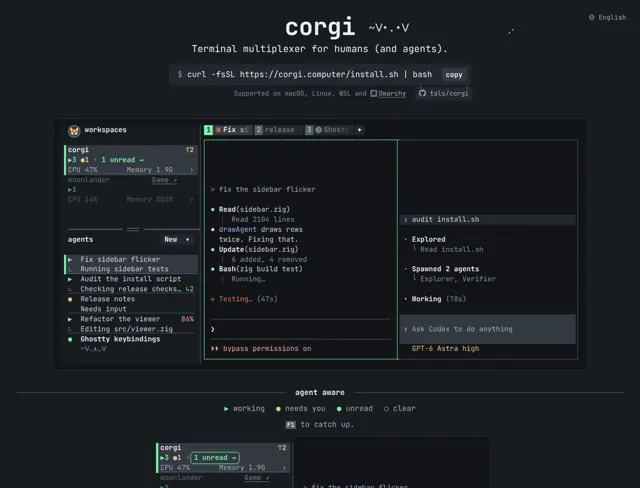 English
corgi ~V･.･V
Terminal multiplexer for humans (and agents).
$ curl -fsSL https://corgi.computer/install.sh | bash copy
Supported on macOS, Linux, WSL and Omarchy
tals/corgi
workspaces
corgi ↑2
▶3 ●1 · 1 unread →
CPU 47% Memory 1.9G ›
moonlander Game ↗
▶1
CPU 14% Memory 801M ›
agents New ▾
▶ Fix sidebar flicker
Running sidebar tests
▶ Audit the install script
Checking release checks… 42
● Release notes
Needs input
▶ Refactor the viewer 86%
Editing src/viewer.zig
● Ghostty keybindings
~V･.･V
1 Fix si 2 release 3 Ghost +
> fix the sidebar flicker
● Read(sidebar.zig)
Read 2104 lines
● drawAgent draws rows
twice. Fixing that.
● Update(sidebar.zig)
6 added, 4 removed
● Bash(zig build test)
Running…
Testing… (47s)
❯
▶▶ bypass permissions on
› audit install.sh
• Explored
└ Read install.sh
• Spawned 2 agents
└ Explorer, Verifier
• Working (78s)
› Ask Codex to do anything
GPT-6 Astra high
agent aware
▶ working ● needs you ● unread ○ clear
F1 to catch up.
corgi ↑2
▶3 ●1 · 1 unread →
CPU 47% Memory 1.9G ›
moonlander Game ↗
> fix the sidebar flicker